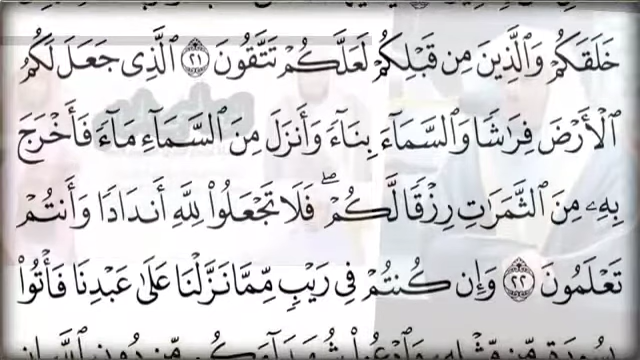 خَلَقَكُمْ وَٱلَّذِينَ مِن قَبْلِكُمْ لَعَلَّكُمْ تَتَّقُونَ ٢١ ٱلَّذِى جَعَلَ لَكُمُ
ٱلْأَرْضَ فِرَٰشًا وَٱلسَّمَآءَ بِنَآءً وَأَنزَلَ مِنَ ٱلسَّمَآءِ مَآءً فَأَخْرَجَ
بِهِۦ مِنَ ٱلثَّمَرَٰتِ رِزْقًا لَّكُمْ ۖ فَلَا تَجْعَلُوا۟ لِلَّهِ أَندَادًا وَأَنتُمْ
تَعْلَمُونَ ٢٢ وَإِن كُنتُمْ فِى رَيْبٍ مِّمَّا نَزَّلْنَا عَلَىٰ عَبْدِنَا فَأْتُوا۟